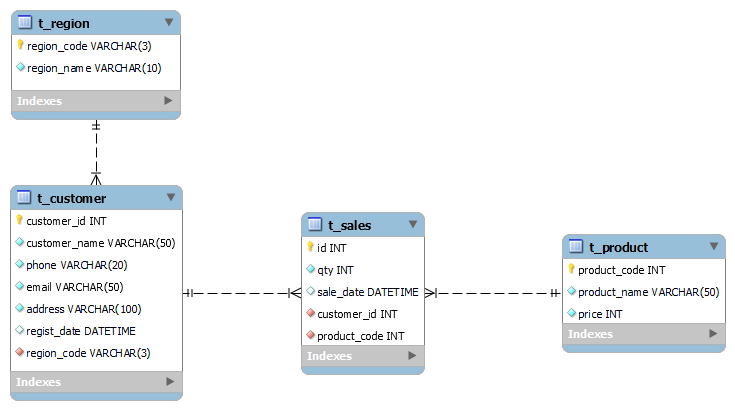 t_region
region_code VARCHAR(3)
region_name VARCHAR(10)
Indexes
t_customer
customer_id INT
customer_name VARCHAR(50)
phone VARCHAR(20)
email VARCHAR(50)
address VARCHAR(100)
regist_date DATETIME
region_code VARCHAR(3)
Indexes
t_sales
id INT
qty INT
sale_date DATETIME
customer_id INT
product_code INT
Indexes
t_product
product_code INT
product_name VARCHAR(50)
price INT
Indexes